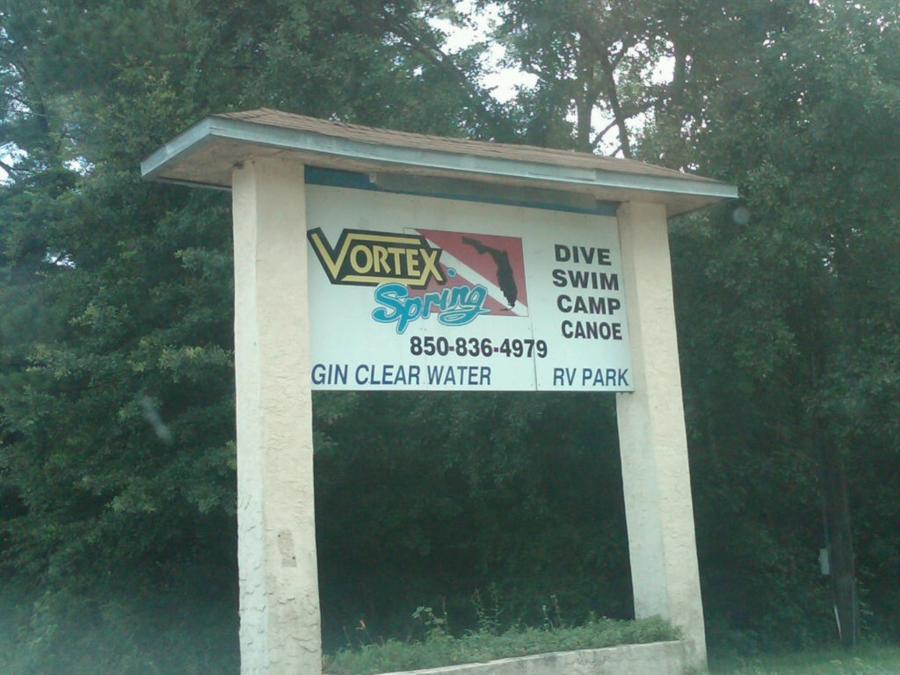 VORTEX
Spring
DIVE
SWIM
CAMP
CANOE
850-836-4979
GIN CLEAR WATER
RV PARK